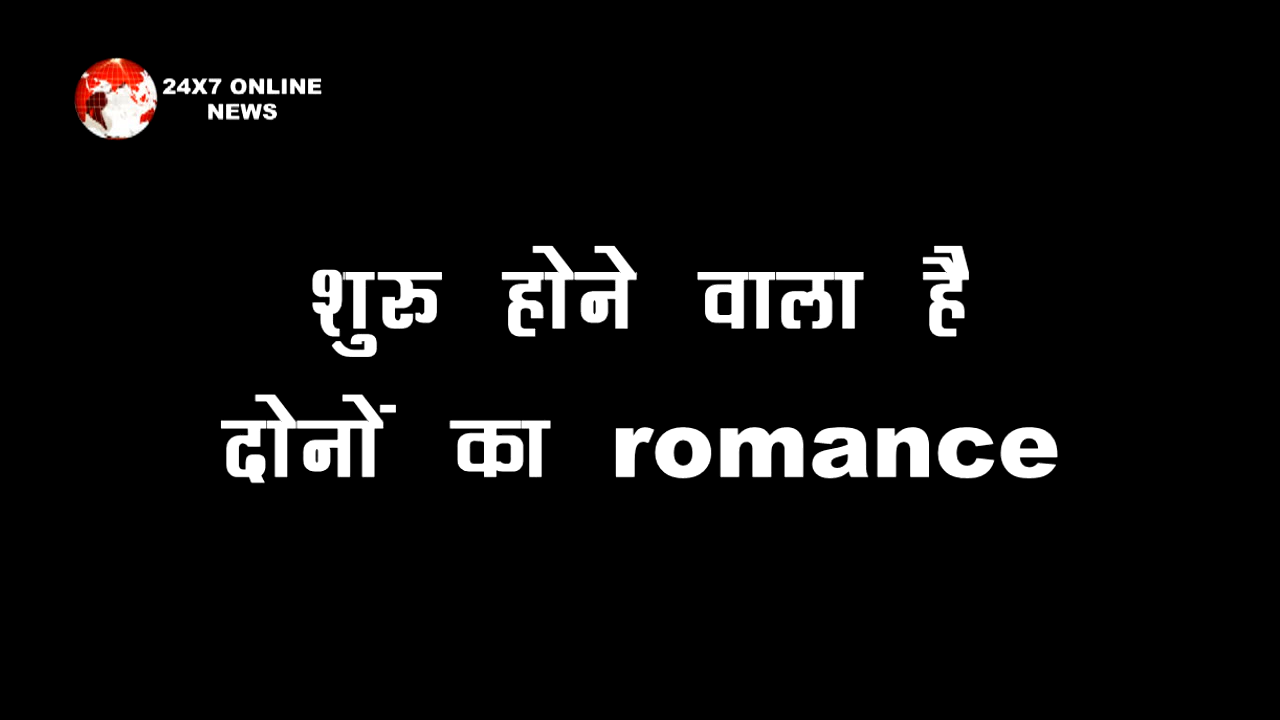 24X7 ONLINE
NEWS
शुरु होने वाला है
दोनों का romance